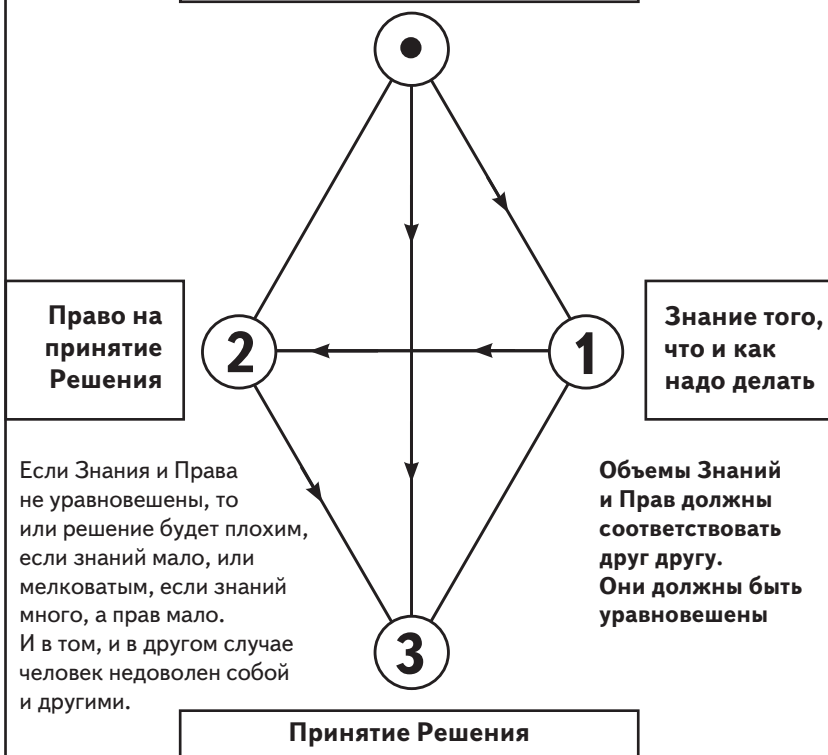 Право на
принятие
Решения
2
1
Знание того,
что и как
надо делать
Если Знания и Права
не уравновешены, то
или решение будет плохим,
если знаний мало, или
мелковатым, если знаний
много, а прав мало.
И в том, и в другом случае
человек недоволен собой
и другими.
Объемы Знаний
и Прав должны
соответствовать
друг другу.
Они должны быть
уравновешены
3
Принятие Решения